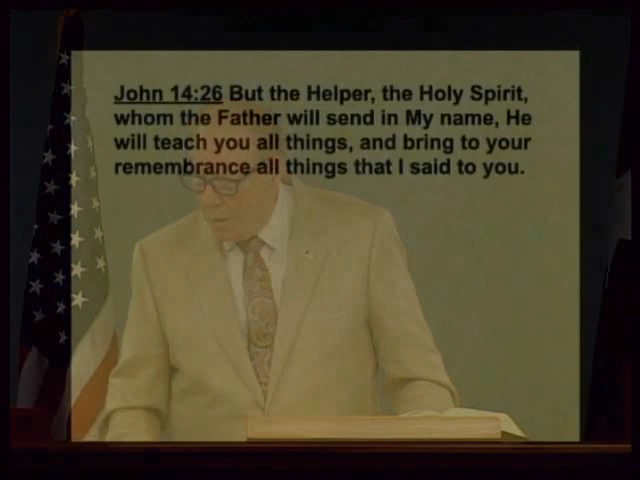 John 14:26 But the Helper, the Holy Spirit,
whom the Father will send in My name, He
will teach you all things, and bring to your
remembrance all things that I said to you.